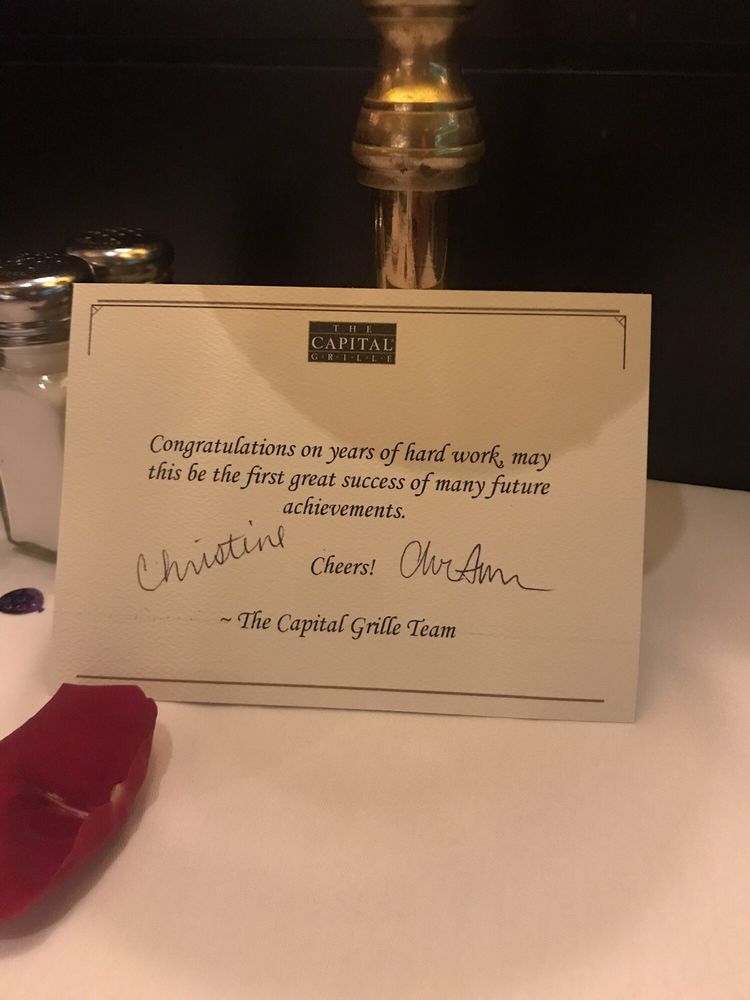 THE
CAPITAL
G·R·I·L·L·E
Congratulations on years of hard work, may
this be the first great success of many future
achievements.
Christine Cheers!
~ The Capital Grille Team